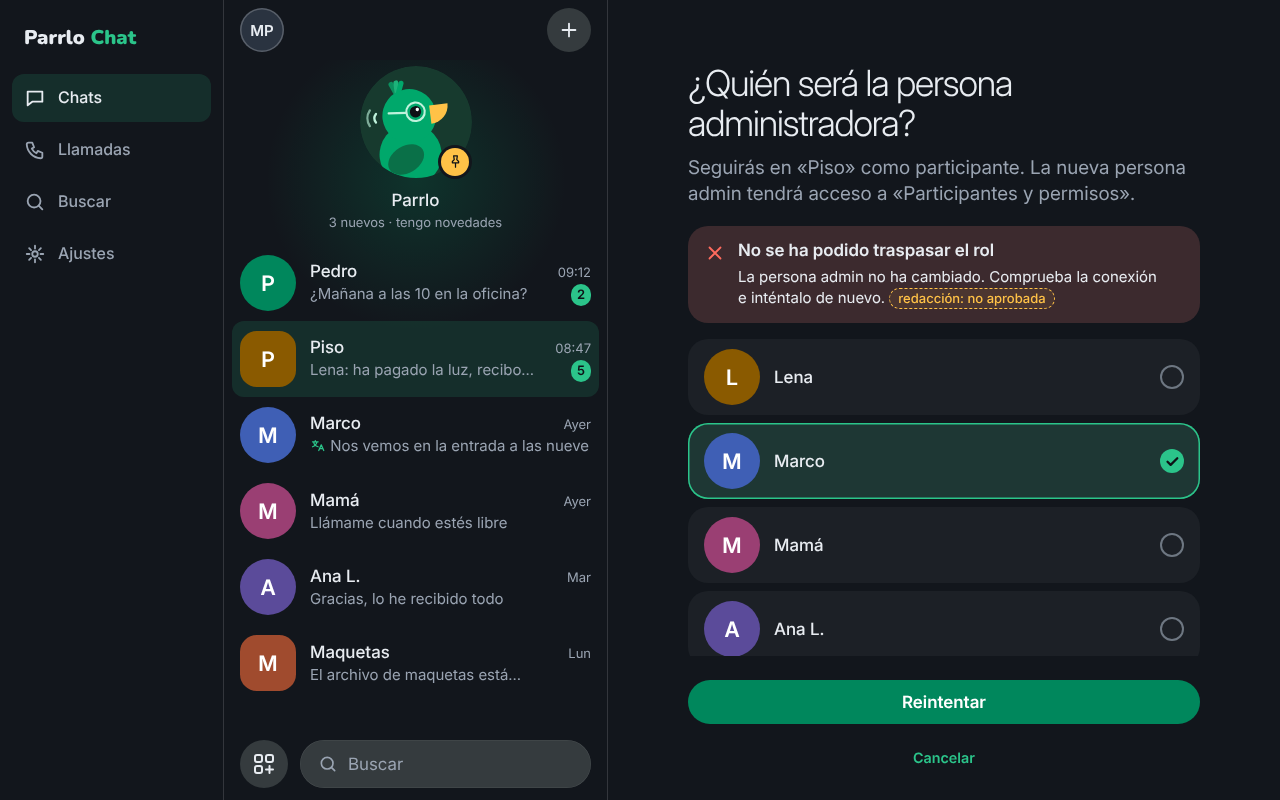 Parrlo Chat
Chats
Llamadas
Buscar
Ajustes
MP
Parrlo
3 nuevos · tengo novedades
P
Pedro
09:12
¿Mañana a las 10 en la oficina?
2
P
Piso
08:47
Lena: ha pagado la luz, recibo...
5
M
Marco
Ayer
Nos vemos en la entrada a las nueve
M
Mamá
Ayer
Llámame cuando estés libre
A
Ana L.
Mar
Gracias, lo he recibido todo
M
Maquetas
Lun
El archivo de maquetas está...
Buscar
¿Quién será la persona
administradora?
Seguirás en «Piso» como participante. La nueva persona
admin tendrá acceso a «Participantes y permisos».
No se ha podido traspasar el rol
La persona admin no ha cambiado. Comprueba la conexión
e inténtalo de nuevo. redacción: no aprobada
L
Lena
M
Marco
M
Mamá
A
Ana L.
Reintentar
Cancelar